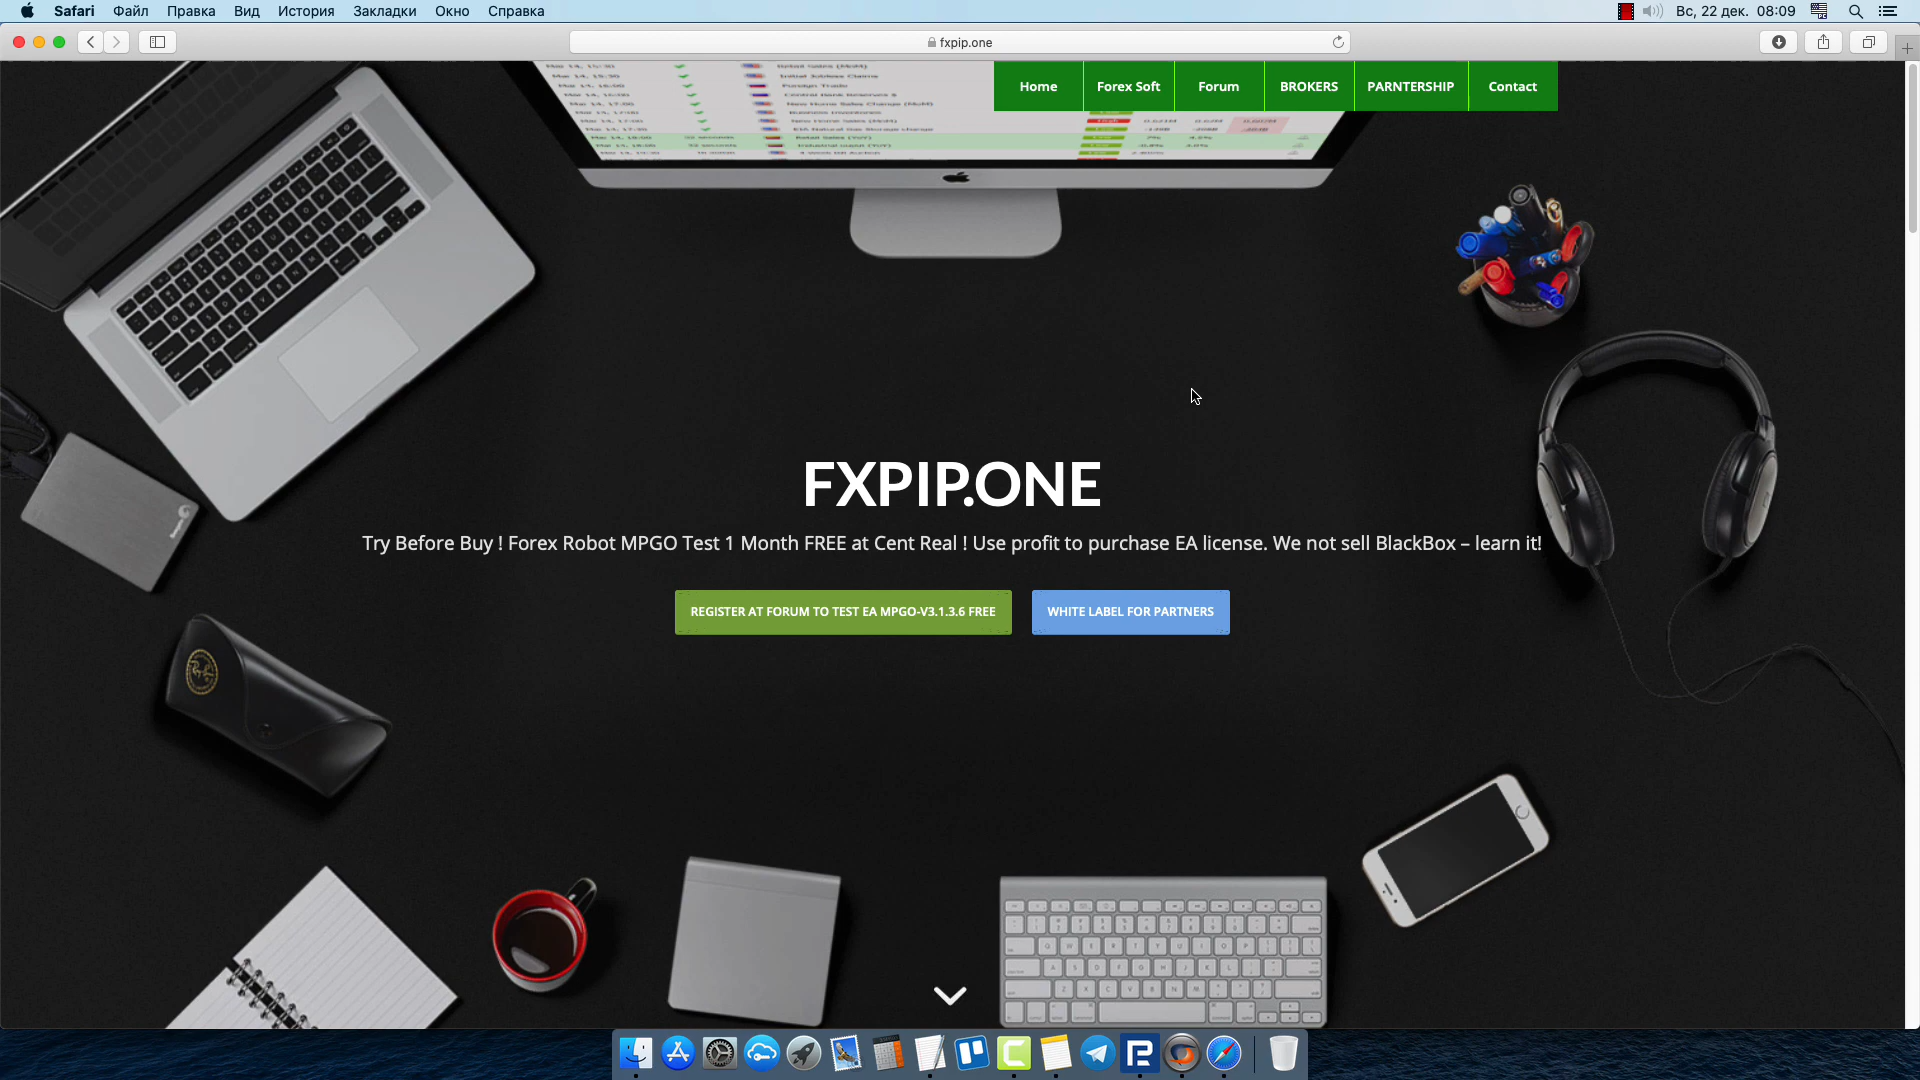 Safari Файл Правка Вид История Закладки Окно Справка
Вс, 22 дек. 08:09
fxpip.one
Home Forex Soft Forum BROKERS PARNTERSHIP Contact
FXPIP.ONE
Try Before Buy ! Forex Robot MPGO Test 1 Month FREE at Cent Real ! Use profit to purchase EA license. We not sell BlackBox – learn it!
REGISTER AT FORUM TO TEST EA MPGO-V3.1.3.6 FREE
WHITE LABEL FOR PARTNERS